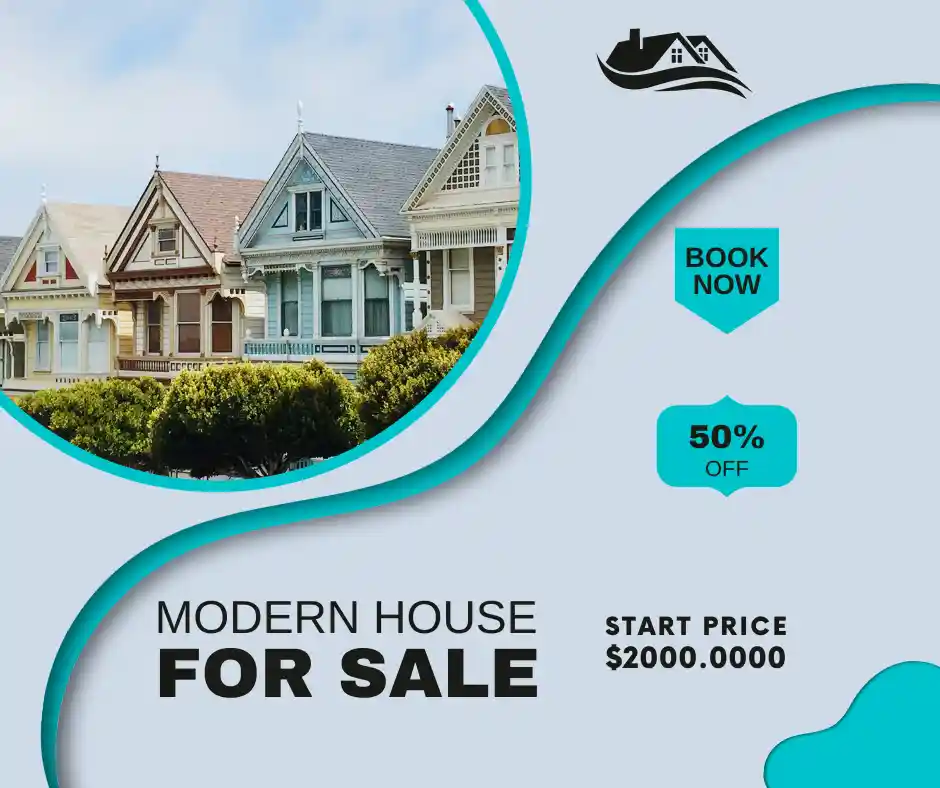 BOOK
NOW
50%
OFF
MODERN HOUSE
FOR SALE
START PRICE
$2000.0000